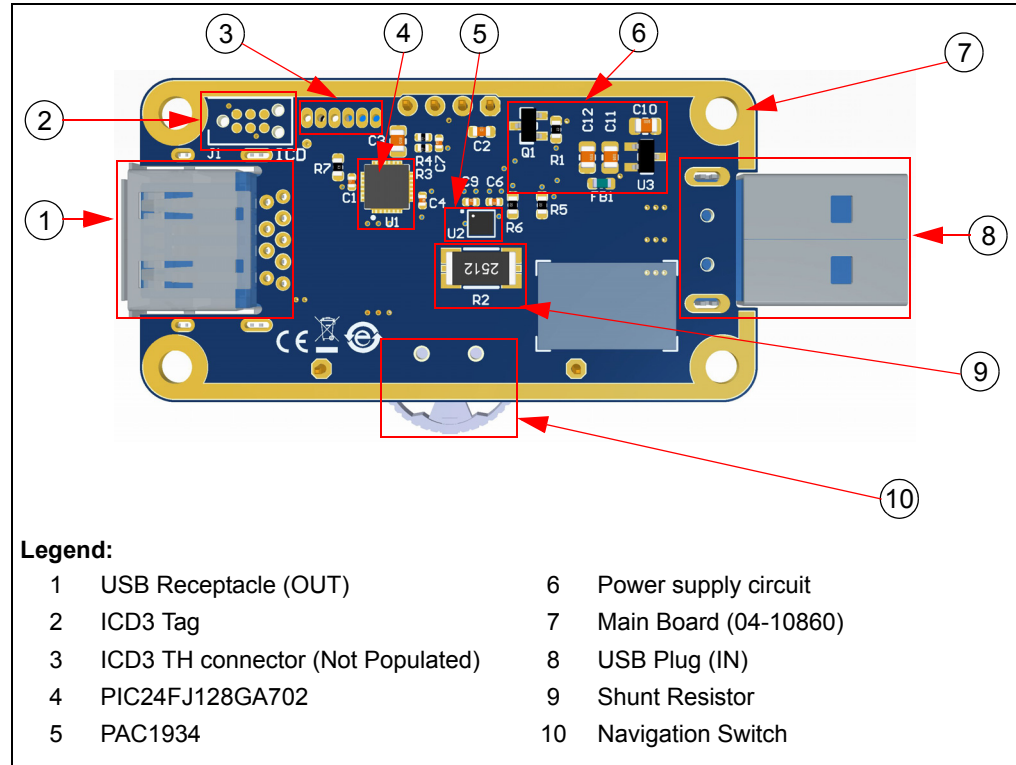 3
4
5
6
7
2
1
8
9
10
J1
ICD
C3
R7
C1
R4
R3
C7
C2
U1
C4
C9
C6
U2
R6
R5
Q1
R1
C12
C11
C10
U3
FB1
2512
R2
CE
Legend:
1 USB Receptacle (OUT)
2 ICD3 Tag
3 ICD3 TH connector (Not Populated)
4 PIC24FJ128GA702
5 PAC1934
6 Power supply circuit
7 Main Board (04-10860)
8 USB Plug (IN)
9 Shunt Resistor
10 Navigation Switch